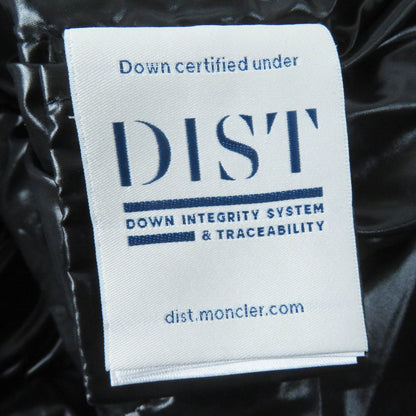 Down certified under
DIST
DOWN INTEGRITY SYSTEM
& TRACEABILITY
dist.moncler.com